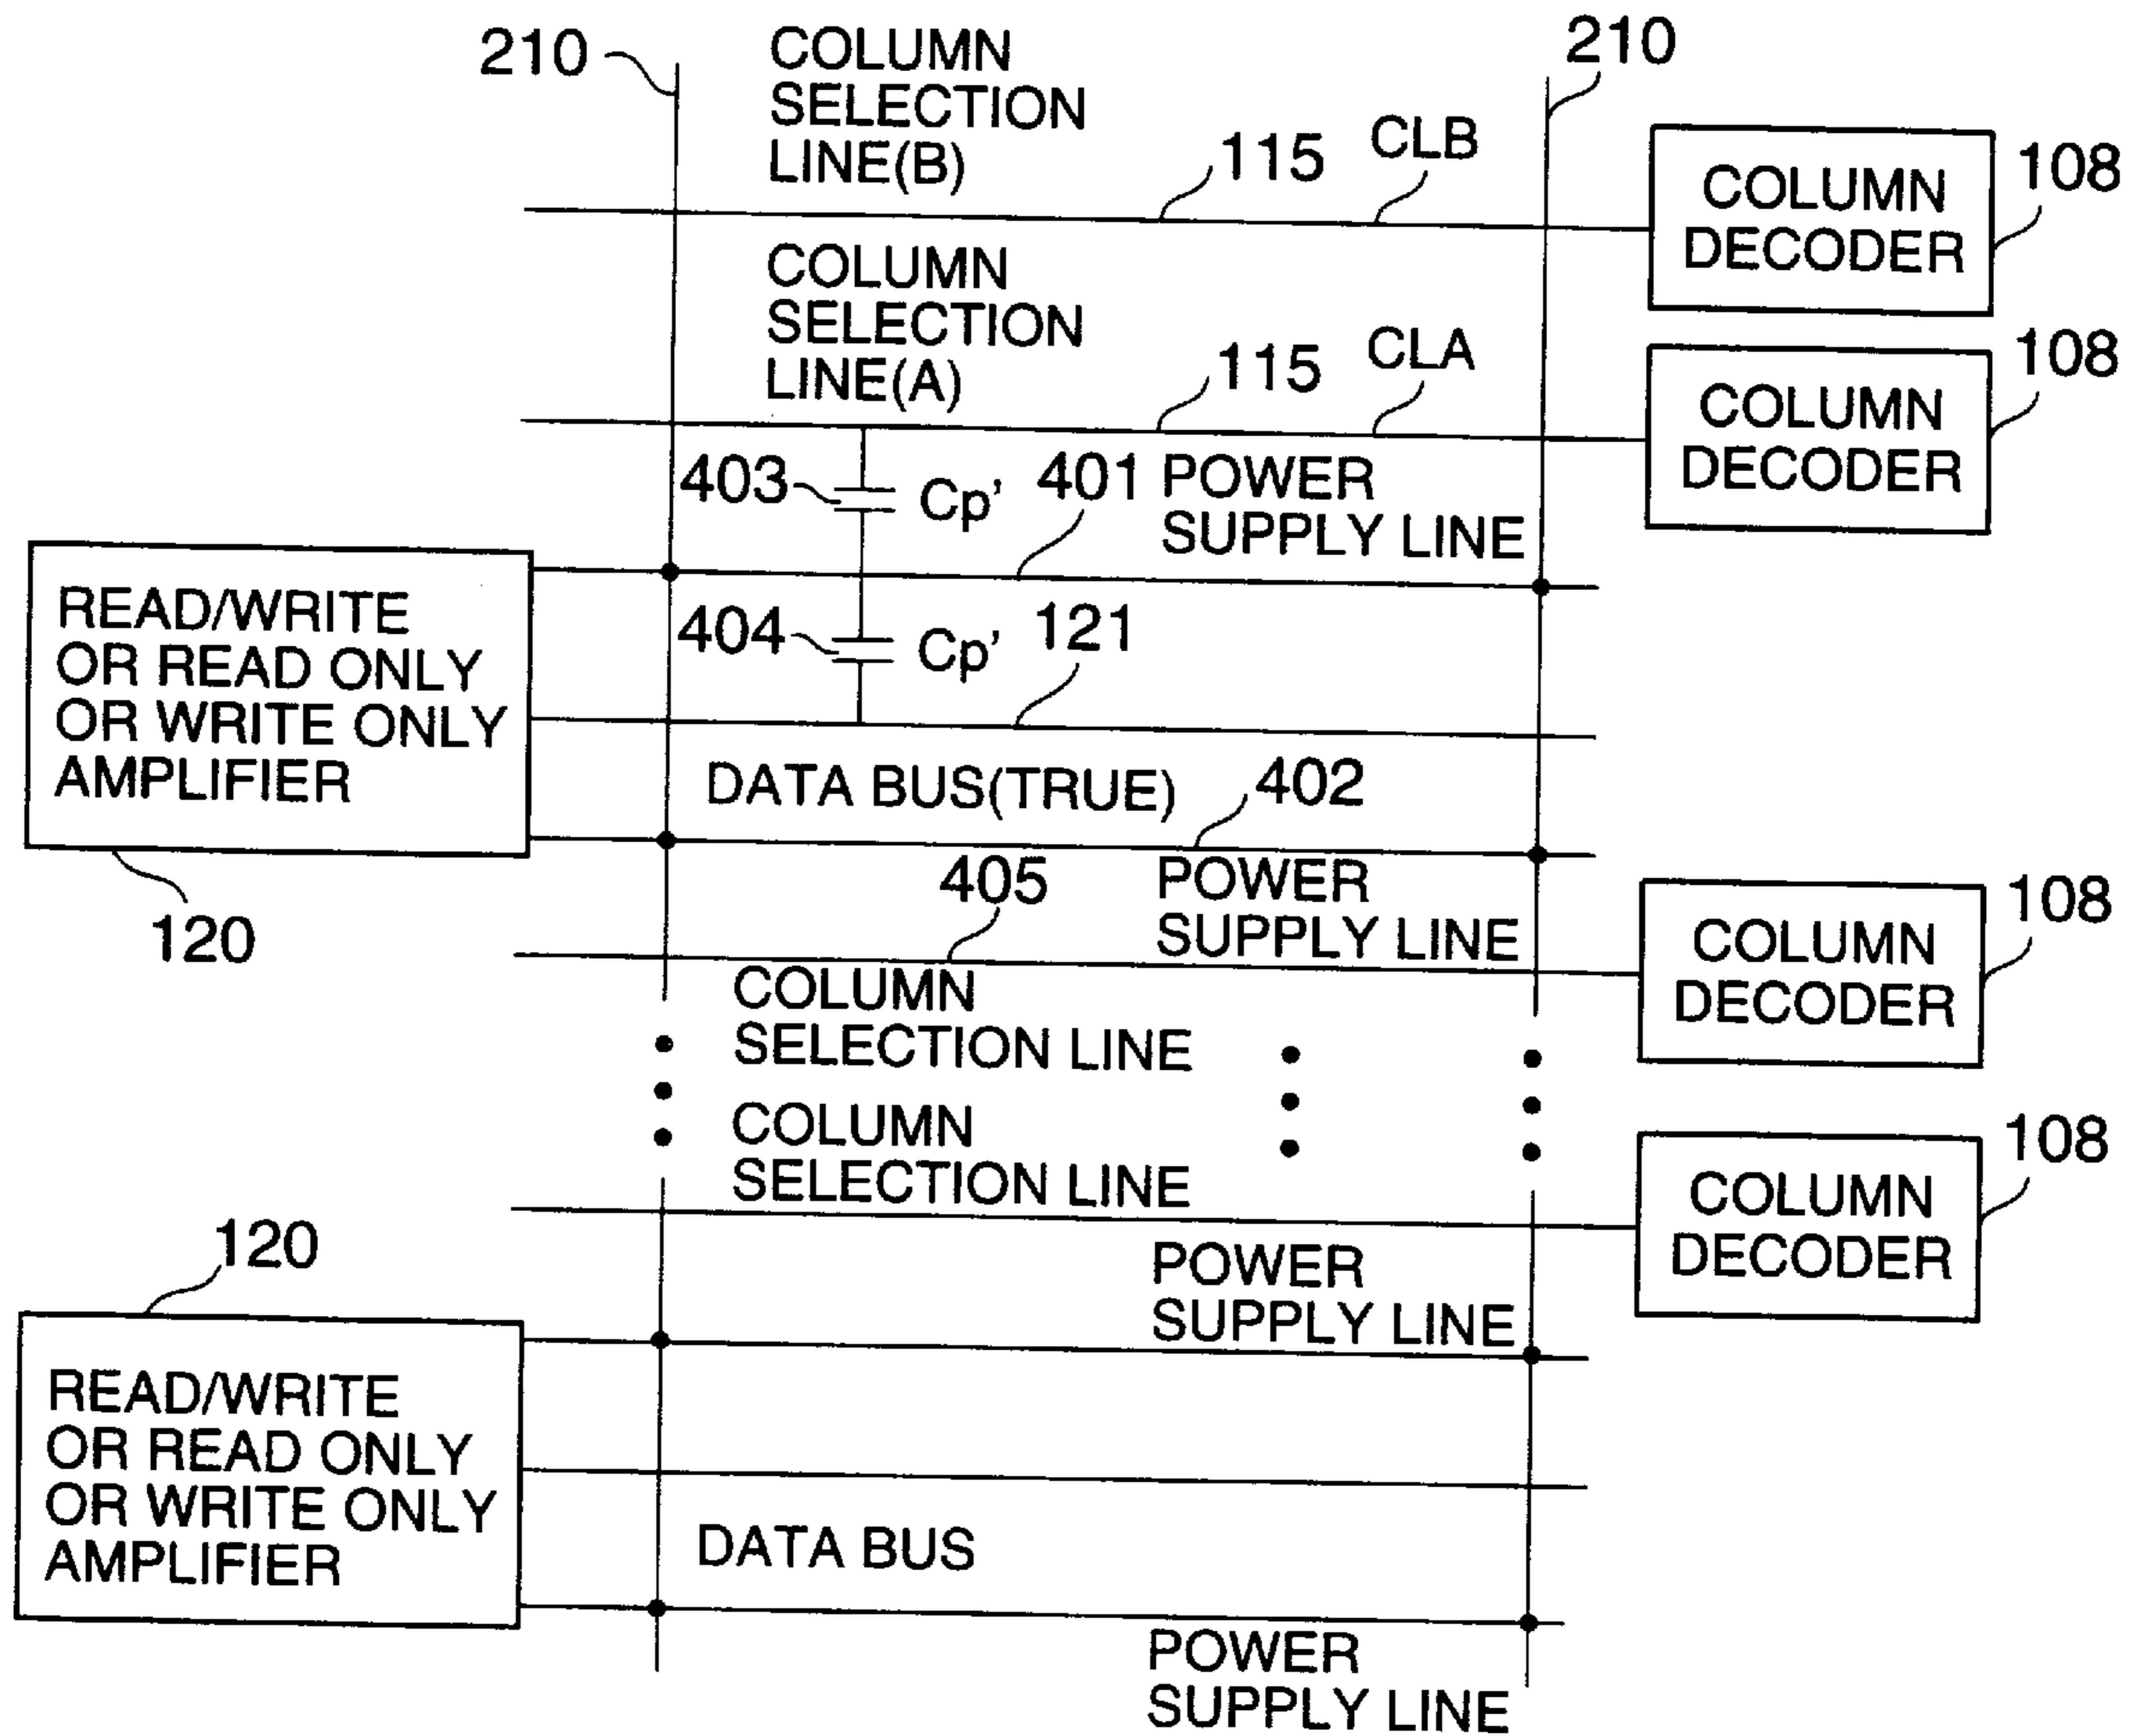 210
COLUMN
SELECTION
LINE(B)
115
CLB
210
COLUMN
DECODER
108
COLUMN
SELECTION
LINE(A)
115
CLA
COLUMN
DECODER
108
403
Cp'
401
POWER
SUPPLY LINE
READ/WRITE
OR READ ONLY
OR WRITE ONLY
AMPLIFIER
404
Cp'
121
DATA BUS(TRUE)
402
120
405
POWER
SUPPLY LINE
COLUMN
DECODER
108
COLUMN
SELECTION LINE
COLUMN
SELECTION LINE
COLUMN
DECODER
108
120
POWER
SUPPLY LINE
READ/WRITE
OR READ ONLY
OR WRITE ONLY
AMPLIFIER
DATA BUS
POWER
SUPPLY LINE